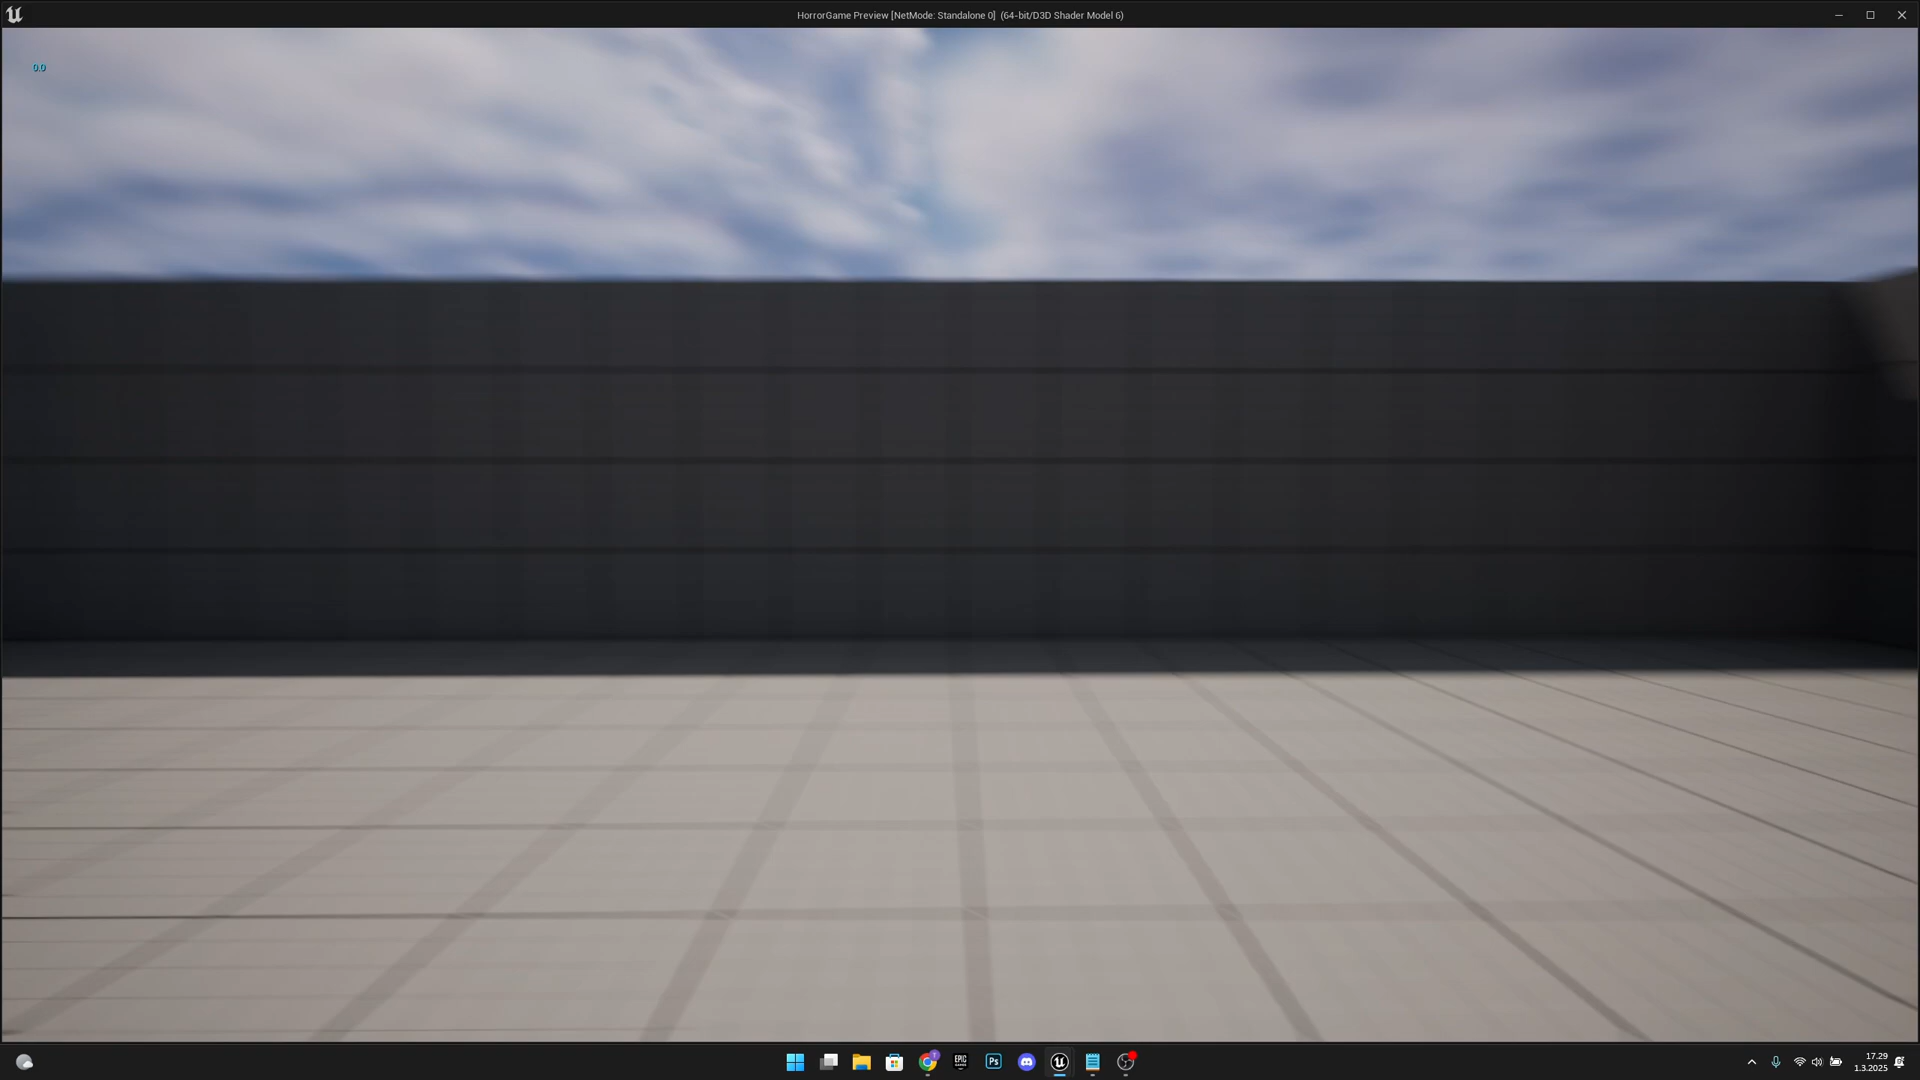 HorrorGame Preview [NetMode: Standalone 0] (64-bit/D3D Shader Model 6)
0.0
EPIC
GAMES
Ps
17.29
1.3.2025